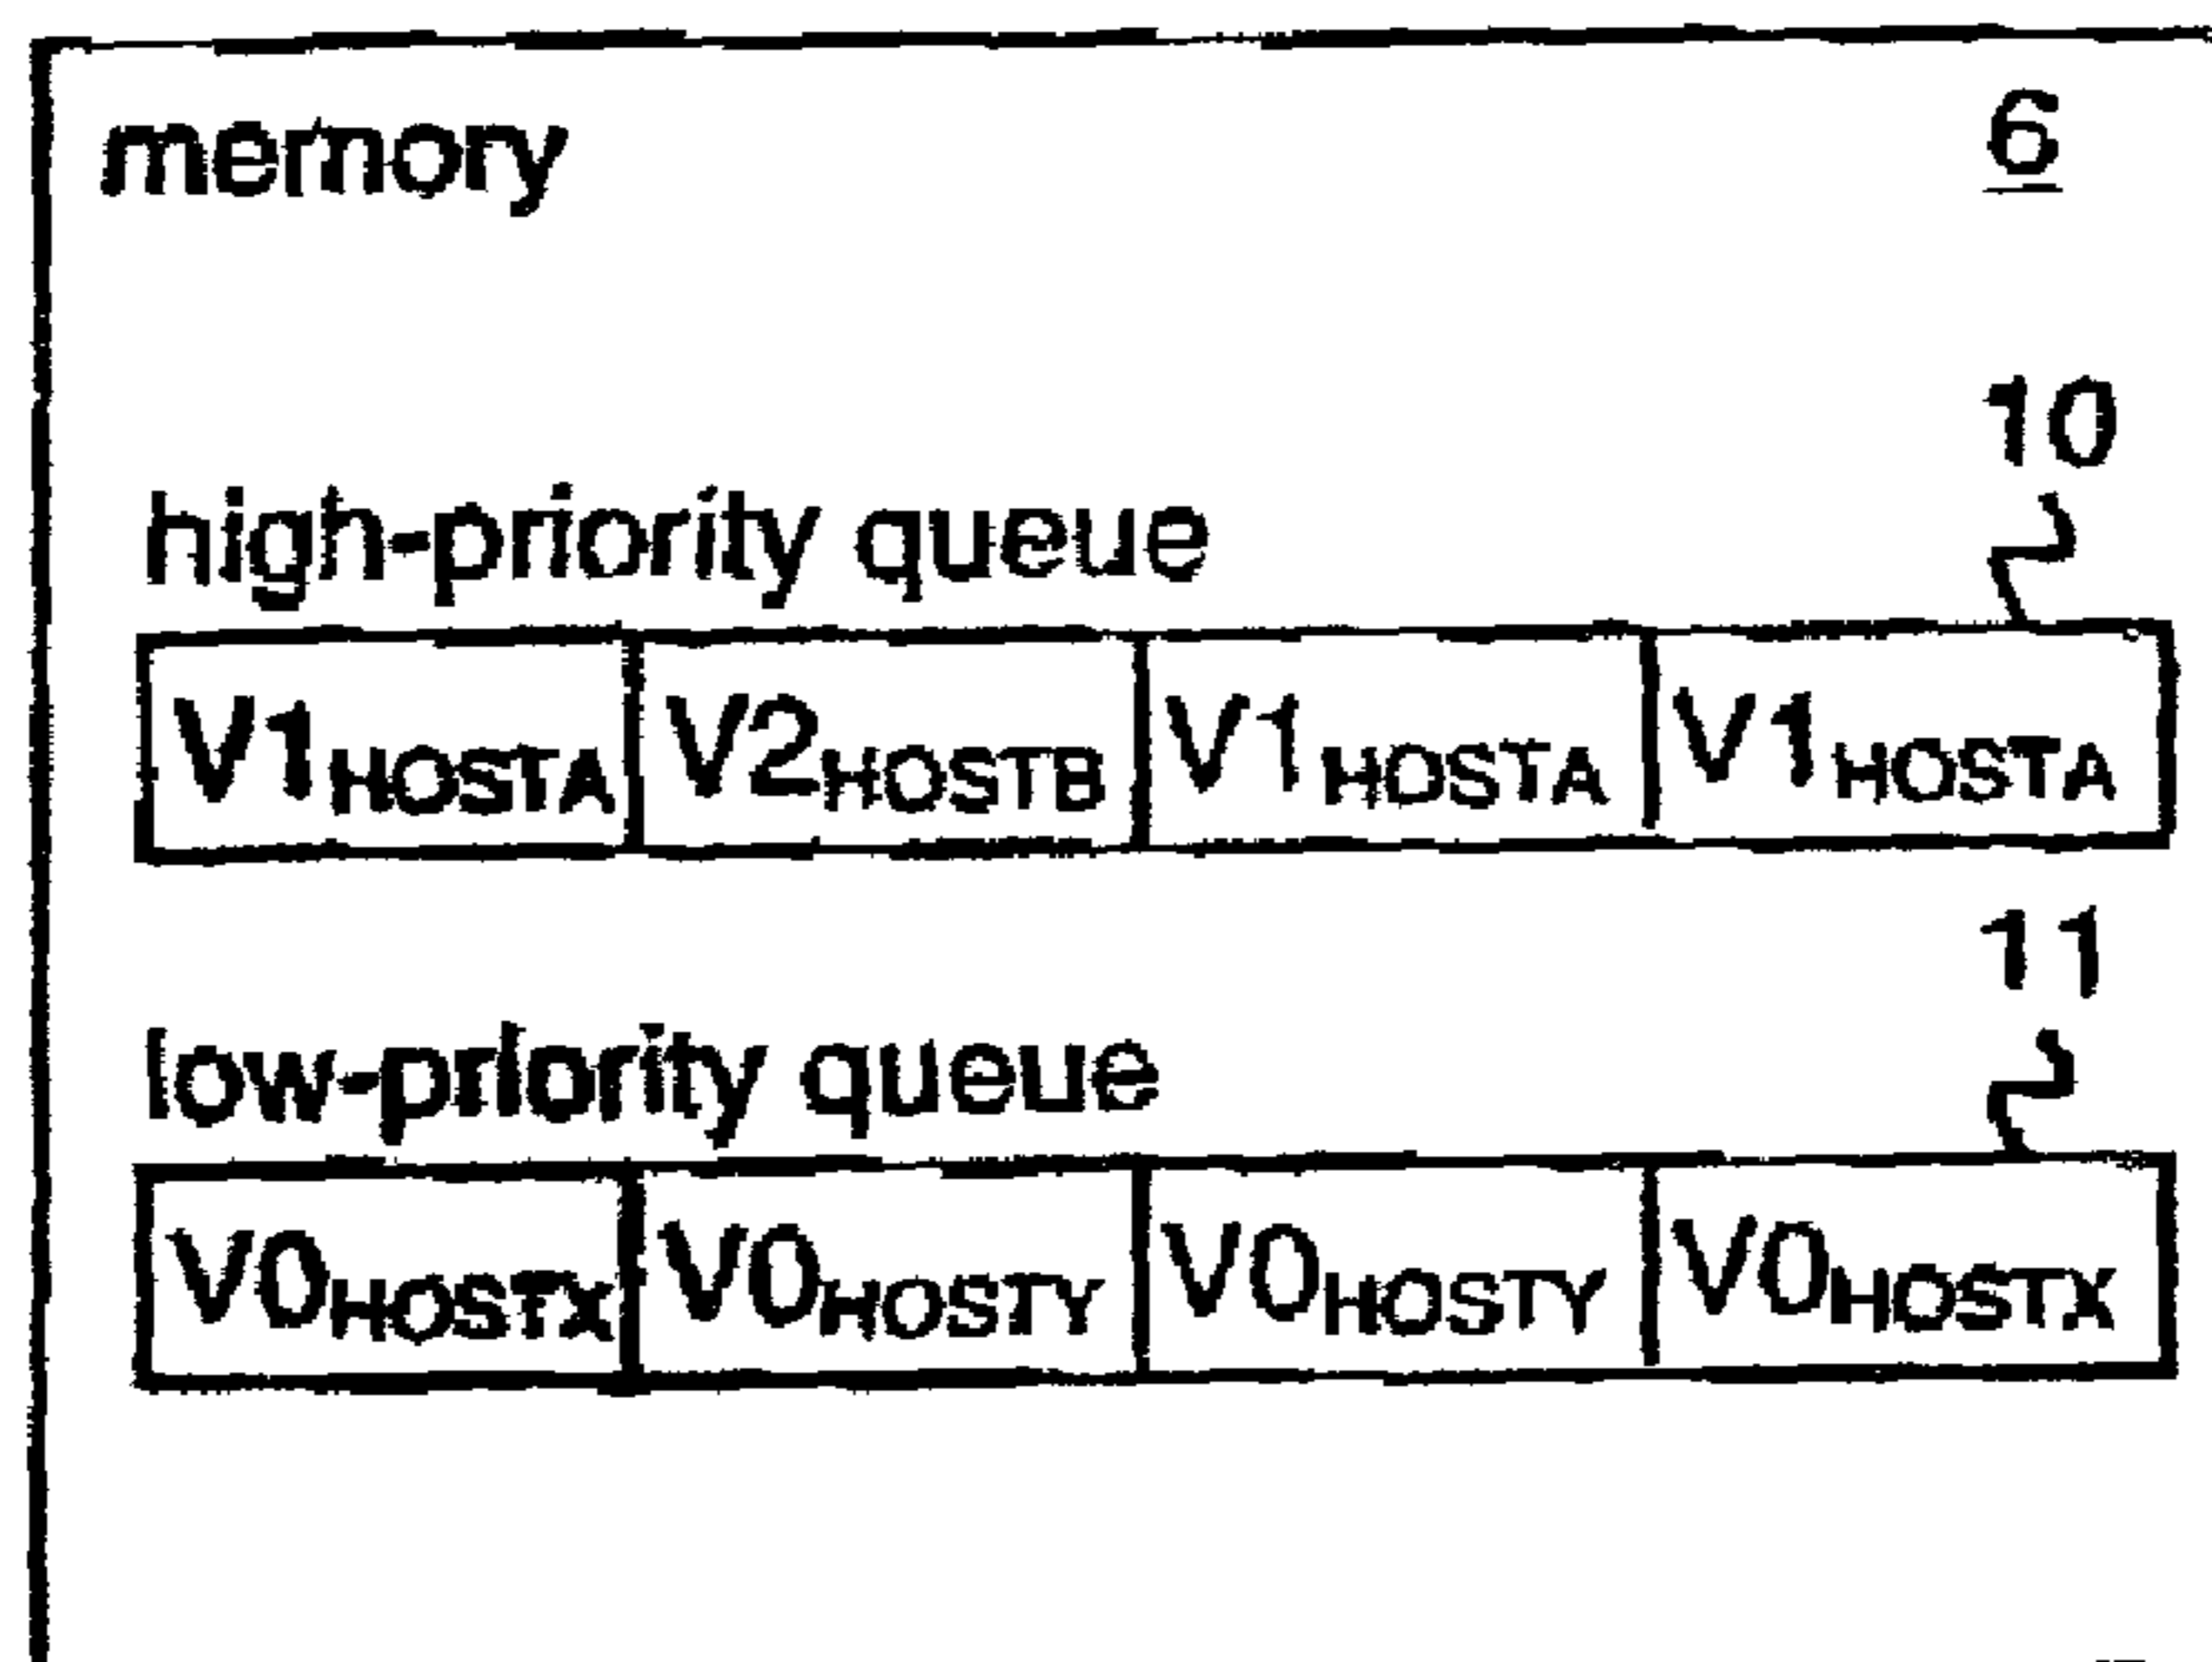 memory 6
10
high-priority queue
V1HOSTA V2HOSTB V1HOSTA V1HOSTA
11
low-priority queue
V0HOSTX V0HOSTY V0HOSTY V0HOSTX